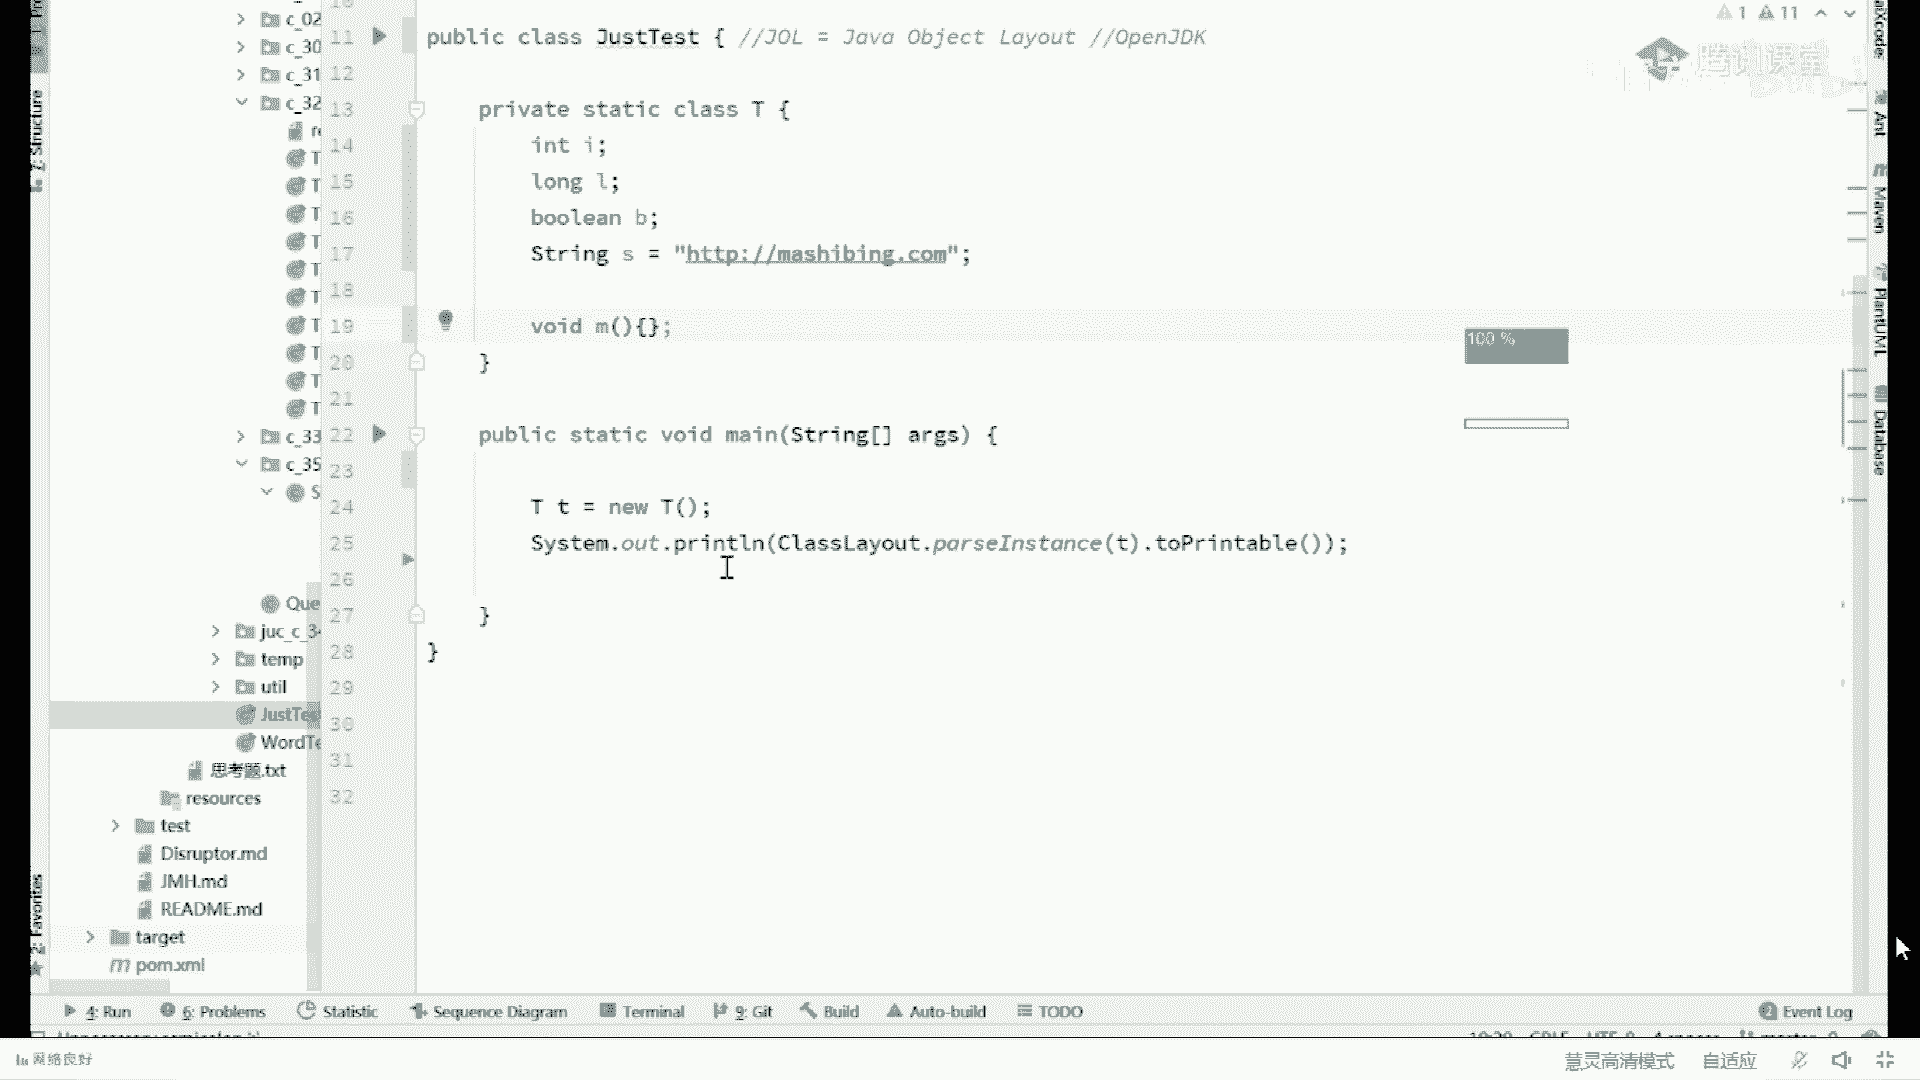 c_02
c_30
c_31
c_32
c_33
c_35
Que
juc_c_3
temp
util
JustTe
WordTe
思考题.txt
resources
test
Disruptor.md
JMH.md
README.md
target
pom.xml
Z: Structure
2: Favorites
11 public class JustTest { //JOL = Java Object Layout //OpenJDK
12
13 private static class T {
14 int i;
15 long l;
16 boolean b;
17 String s = "http://mashibing.com";
18
19 void m(){};
20 }
21
22 public static void main(String[] args) {
23
24 T t = new T();
25 System.out.println(ClassLayout.parseInstance(t).toPrintable());
26
27 }
28 }
29
30
31
32
1 11
腾讯课堂
100 %
Ant
Maven
PlantUML
Database
4: Run 6: Problems Statistic Sequence Diagram Terminal 9: Git Build Auto-build TODO 2 Event Log
网络良好 慧灵高清模式 自适应